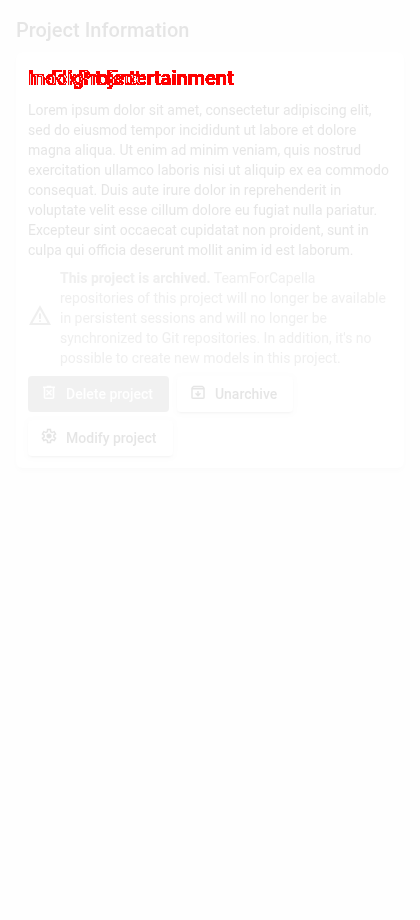 Project Information
In-Flight Entertainment
Lorem ipsum dolor sit amet, consectetur adipiscing elit,
sed do eiusmod tempor incididunt ut labore et dolore
magna aliqua. Ut enim ad minim veniam, quis nostrud
exercitation ullamco laboris nisi ut aliquip ex ea commodo
consequat. Duis aute irure dolor in reprehenderit in
voluptate velit esse cillum dolore eu fugiat nulla pariatur.
Excepteur sint occaecat cupidatat non proident, sunt in
culpa qui officia deserunt mollit anim id est laborum.
This project is archived. TeamForCapella
repositories of this project will no longer be available
in persistent sessions and will no longer be
synchronized to Git repositories. In addition, it's no
possible to create new models in this project.
Delete project
Unarchive
Modify project